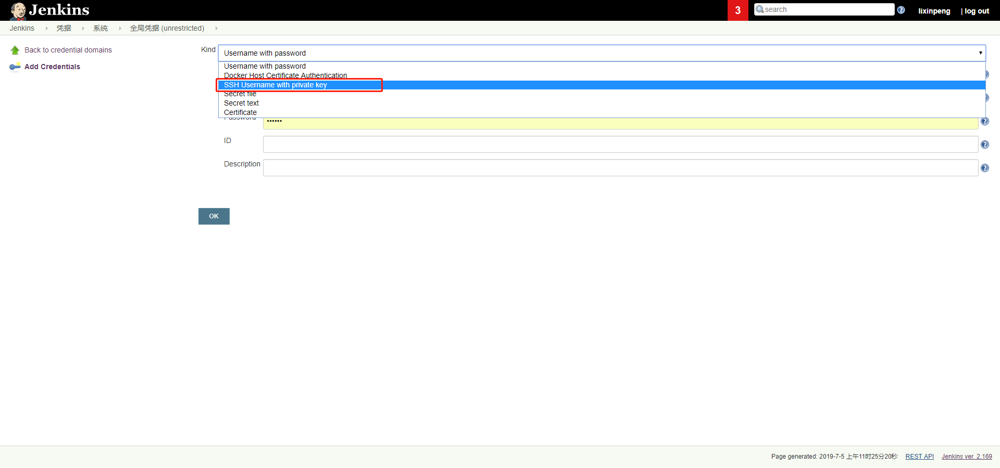 Jenkins
3
search
lixinpeng
| log out
Jenkins
凭据
系统
全局凭据 (unrestricted)
Back to credential domains
Add Credentials
Kind
Username with password
Username with password
Docker Host Certificate Authentication
SSH Username with private key
Secret file
Secret text
Certificate
Password
••••••
ID
Description
OK
Page generated: 2019-7-5 上午11时25分20秒
REST API
Jenkins ver. 2.169